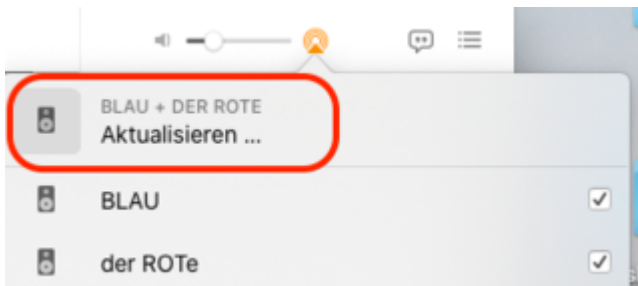 BLAU + DER ROTE
Aktualisieren ...
BLAU
der ROTe